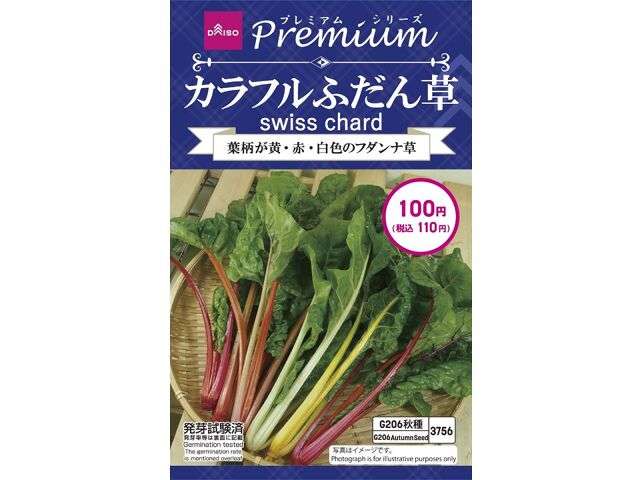 DAISO
プレミアム シリーズ
Premium
カラフルふだん草
swiss chard
葉柄が黄・赤・白色のフダンナ草
100円
(税込 110円)
発芽試験済
発芽率等は裏面に記載
Germination tested
The germination rate
is mentioned overleaf
G206秋種
G206AutumnSeed
3756
写真はイメージです。
Photograph is for illustrative purposes only